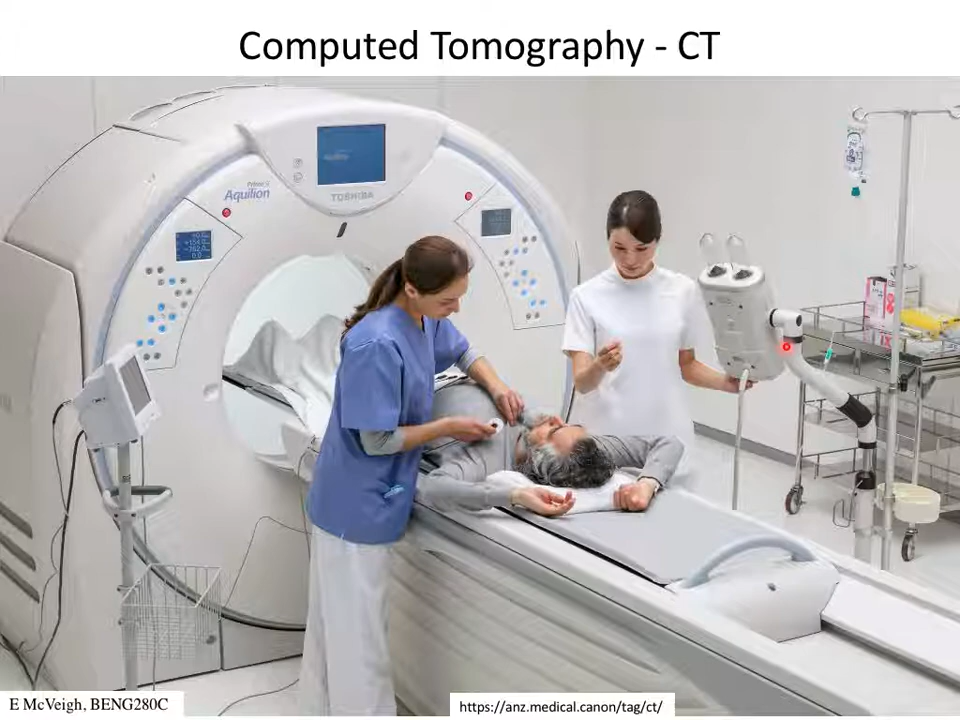 Computed Tomography - CT
Aquilion
TOSHIBA
E McVeigh, BENG280C
https://anz.medical.canon/tag/ct/